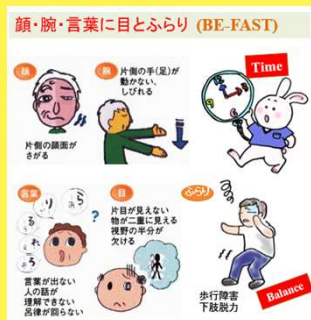 顔・腕・言葉に目とふらり (BE-FAST)
顔
腕
片側の手(足)が
動かない、
しびれる
Time
片側の顔面が
さがる
言葉
らりるれろ
?
目
片目が見えない
物が二重に見える
視野の半分が
欠ける
ふらり
言葉が出ない
人の話が
理解できない
呂律が回らない
歩行障害
下肢脱力
Balance